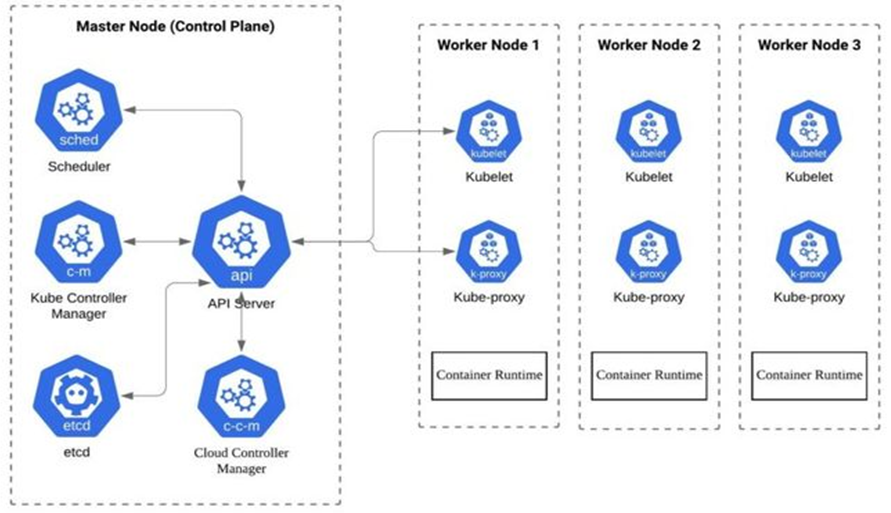 Master Node (Control Plane)
sched
Scheduler
c-m
Kube Controller
Manager
etcd
etcd
api
API Server
c-c-m
Cloud Controller
Manager
Worker Node 1
kubelet
Kubelet
k-proxy
Kube-proxy
Container Runtime
Worker Node 2
kubelet
Kubelet
k-proxy
Kube-proxy
Container Runtime
Worker Node 3
kubelet
Kubelet
k-proxy
Kube-proxy
Container Runtime